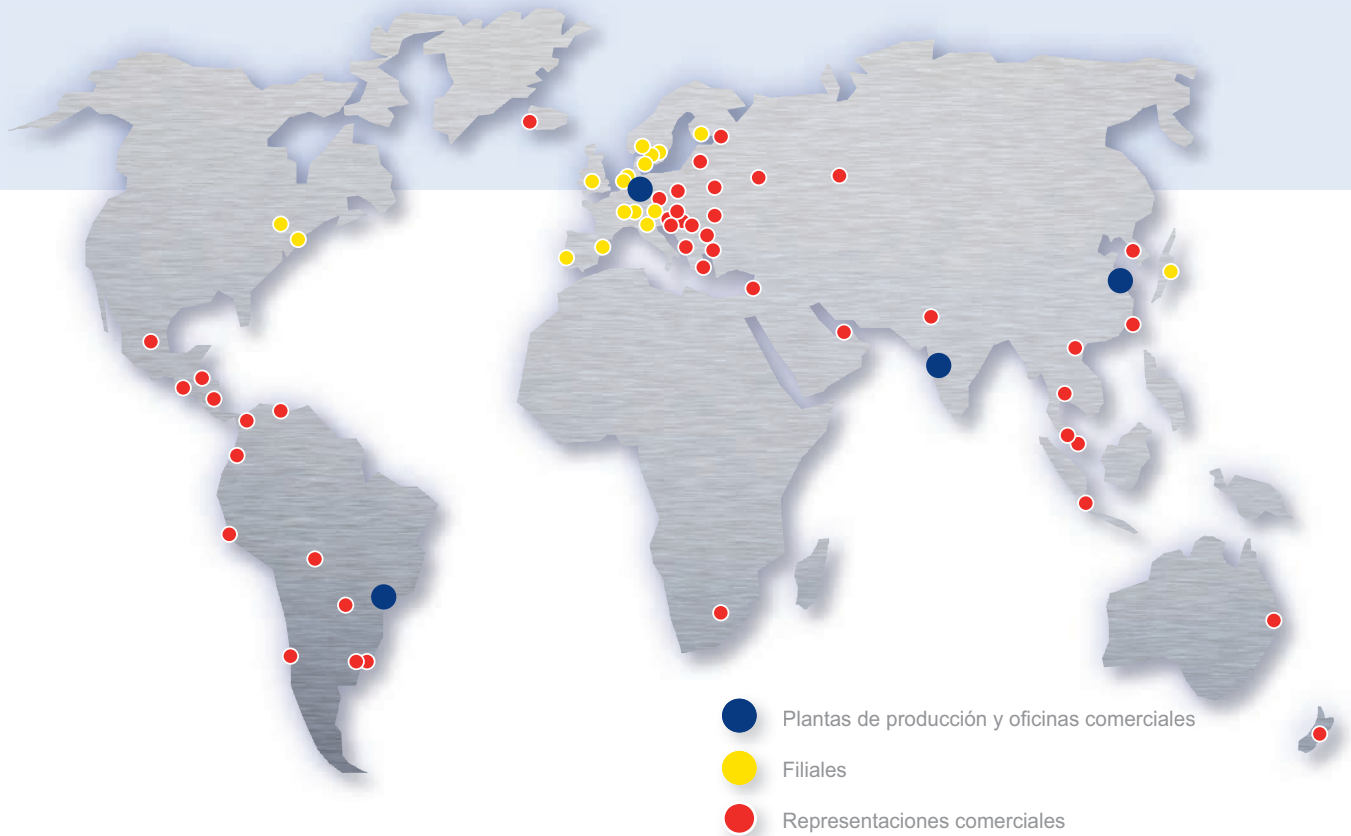 Plantas de producción y oficinas comerciales
Filiales
Representaciones comerciales